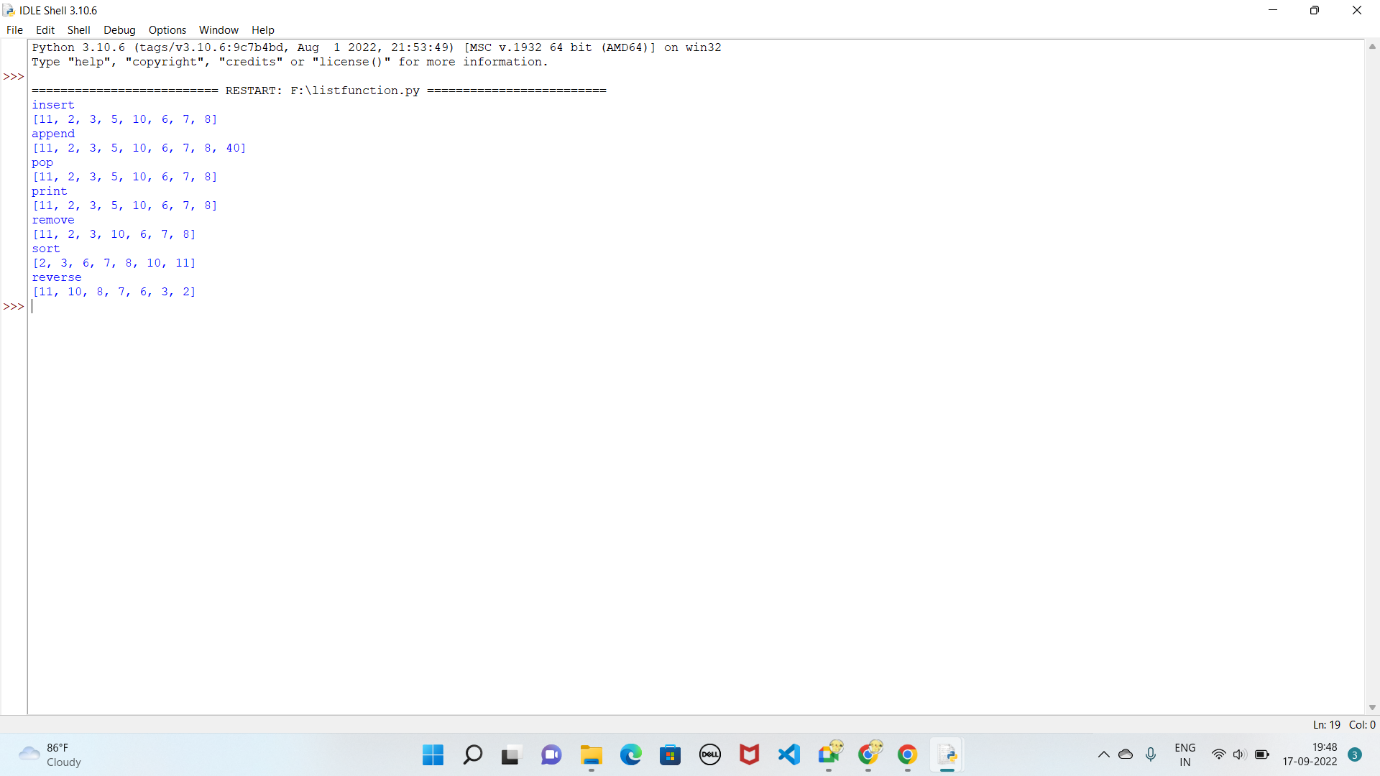 IDLE Shell 3.10.6
File Edit Shell Debug Options Window Help
Python 3.10.6 (tags/v3.10.6:9c7b4bd, Aug  1 2022, 21:53:49) [MSC v.1932 64 bit (AMD64)] on win32
Type "help", "copyright", "credits" or "license()" for more information.
>>>
========================== RESTART: F:\listfunction.py =========================
insert
[11, 2, 3, 5, 10, 6, 7, 8]
append
[11, 2, 3, 5, 10, 6, 7, 8, 40]
pop
[11, 2, 3, 5, 10, 6, 7, 8]
print
[11, 2, 3, 5, 10, 6, 7, 8]
remove
[11, 2, 3, 10, 6, 7, 8]
sort
[2, 3, 6, 7, 8, 10, 11]
reverse
[11, 10, 8, 7, 6, 3, 2]
>>>
Ln: 19 Col: 0
86°F
Cloudy
DELL
ENG
IN
19:48
17-09-2022
3